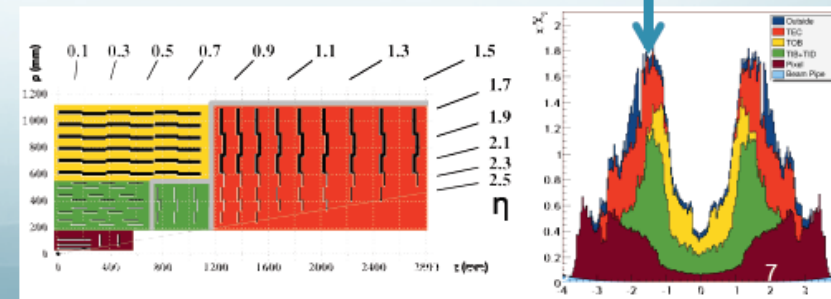 0.1 0.3 0.5 0.7 0.9 1.1 1.3 1.5
1.7
1.9
2.1
2.3
2.5
η
ρ (mm)
1200
1000
800
600
400
200
0
0 400 800 1200 1600 2000 2400 2800 z (mm)
x/X₀
2
1.8
1.6
1.4
1.2
1
0.8
0.6
0.4
0.2
0
-4 -3 -2 -1 0 1 2 3
Outside
TEC
TOB
TIB+TID
Pixel
Beam Pipe
7